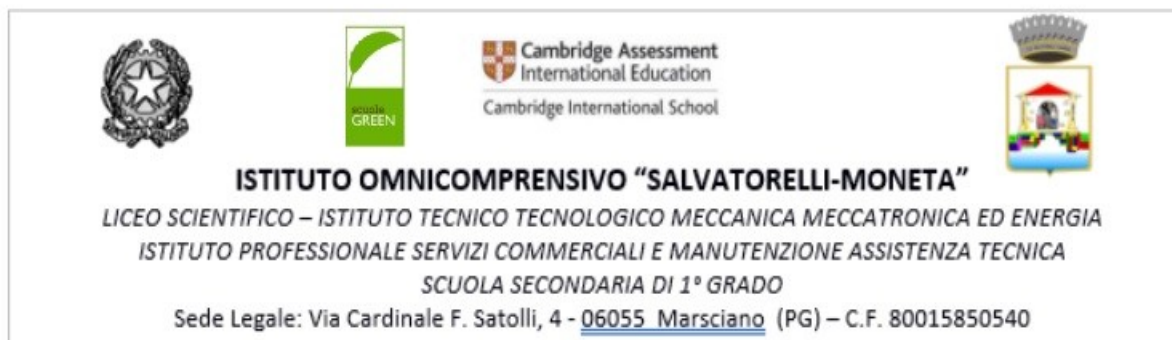 scuola
GREEN
Cambridge Assessment
International Education
Cambridge International School
ISTITUTO OMNICOMPRENSIVO “SALVATORELLI-MONETA”
LICEO SCIENTIFICO – ISTITUTO TECNICO TECNOLOGICO MECCANICA MECCATRONICA ED ENERGIA
ISTITUTO PROFESSIONALE SERVIZI COMMERCIALI E MANUTENZIONE ASSISTENZA TECNICA
SCUOLA SECONDARIA DI 1° GRADO
Sede Legale: Via Cardinale F. Satolli, 4 - 06055 Marsciano (PG) – C.F. 80015850540